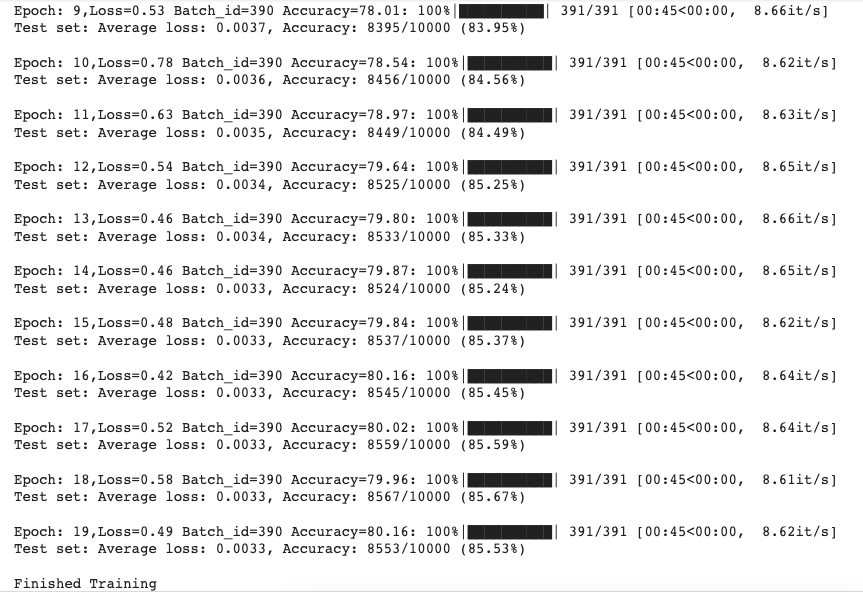 Epoch: 9,Loss=0.53 Batch_id=390 Accuracy=78.01: 100%|██████████| 391/391 [00:45<00:00,  8.66it/s]
Test set: Average loss: 0.0037, Accuracy: 8395/10000 (83.95%)
Epoch: 10,Loss=0.78 Batch_id=390 Accuracy=78.54: 100%|██████████| 391/391 [00:45<00:00,  8.62it/s]
Test set: Average loss: 0.0036, Accuracy: 8456/10000 (84.56%)
Epoch: 11,Loss=0.63 Batch_id=390 Accuracy=78.97: 100%|██████████| 391/391 [00:45<00:00,  8.63it/s]
Test set: Average loss: 0.0035, Accuracy: 8449/10000 (84.49%)
Epoch: 12,Loss=0.54 Batch_id=390 Accuracy=79.64: 100%|██████████| 391/391 [00:45<00:00,  8.65it/s]
Test set: Average loss: 0.0034, Accuracy: 8525/10000 (85.25%)
Epoch: 13,Loss=0.46 Batch_id=390 Accuracy=79.80: 100%|██████████| 391/391 [00:45<00:00,  8.66it/s]
Test set: Average loss: 0.0034, Accuracy: 8533/10000 (85.33%)
Epoch: 14,Loss=0.46 Batch_id=390 Accuracy=79.87: 100%|██████████| 391/391 [00:45<00:00,  8.65it/s]
Test set: Average loss: 0.0033, Accuracy: 8524/10000 (85.24%)
Epoch: 15,Loss=0.48 Batch_id=390 Accuracy=79.84: 100%|██████████| 391/391 [00:45<00:00,  8.62it/s]
Test set: Average loss: 0.0033, Accuracy: 8537/10000 (85.37%)
Epoch: 16,Loss=0.42 Batch_id=390 Accuracy=80.16: 100%|██████████| 391/391 [00:45<00:00,  8.64it/s]
Test set: Average loss: 0.0033, Accuracy: 8545/10000 (85.45%)
Epoch: 17,Loss=0.52 Batch_id=390 Accuracy=80.02: 100%|██████████| 391/391 [00:45<00:00,  8.64it/s]
Test set: Average loss: 0.0033, Accuracy: 8559/10000 (85.59%)
Epoch: 18,Loss=0.58 Batch_id=390 Accuracy=79.96: 100%|██████████| 391/391 [00:45<00:00,  8.61it/s]
Test set: Average loss: 0.0033, Accuracy: 8567/10000 (85.67%)
Epoch: 19,Loss=0.49 Batch_id=390 Accuracy=80.16: 100%|██████████| 391/391 [00:45<00:00,  8.62it/s]
Test set: Average loss: 0.0033, Accuracy: 8553/10000 (85.53%)
Finished Training